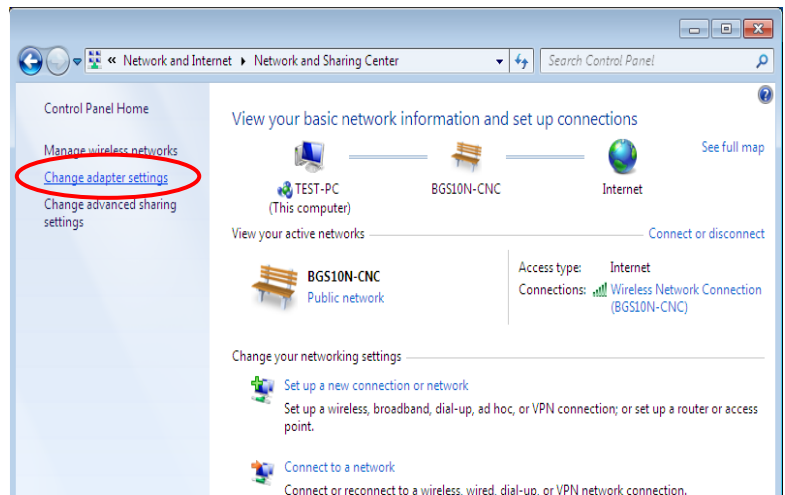 « Network and Internet ▸ Network and Sharing Center
Search Control Panel
Control Panel Home
Manage wireless networks
Change adapter settings
Change advanced sharing
settings
View your basic network information and set up connections
See full map
TEST-PC
(This computer)
BGS10N-CNC
Internet
View your active networks
Connect or disconnect
BGS10N-CNC
Public network
Access type: Internet
Connections: Wireless Network Connection
(BGS10N-CNC)
Change your networking settings
Set up a new connection or network
Set up a wireless, broadband, dial-up, ad hoc, or VPN connection; or set up a router or access
point.
Connect to a network
Connect or reconnect to a wireless, wired, dial-up, or VPN network connection.